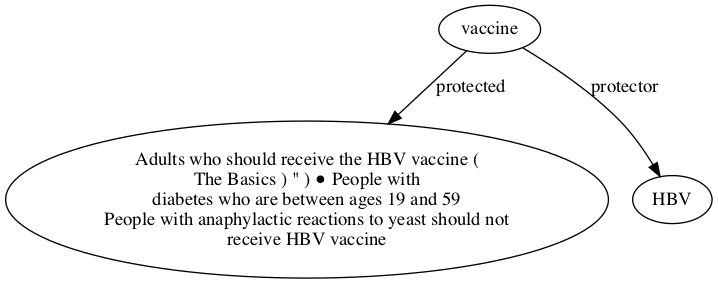 vaccine
protected
protector
Adults who should receive the HBV vaccine (
The Basics ) " ) ● People with
diabetes who are between ages 19 and 59
People with anaphylactic reactions to yeast should not
receive HBV vaccine
HBV